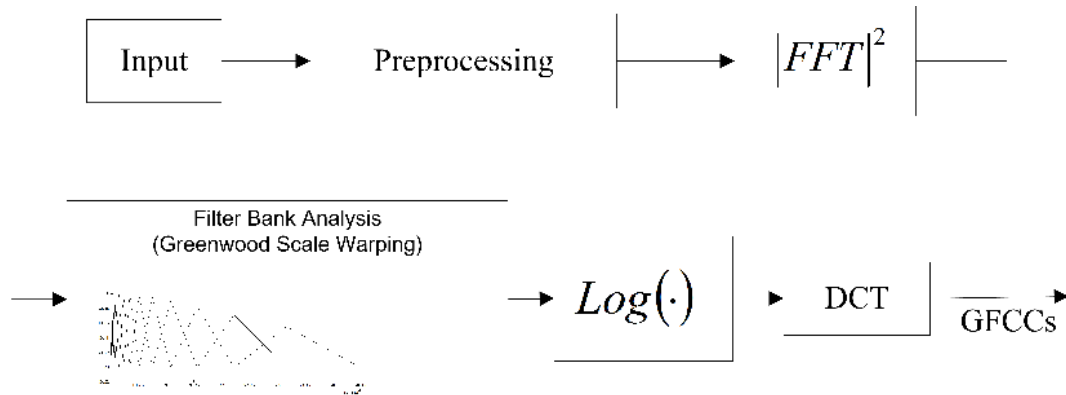 Input
Preprocessing
|FFT|²
Filter Bank Analysis
(Greenwood Scale Warping)
Log(·)
DCT
GFCCs